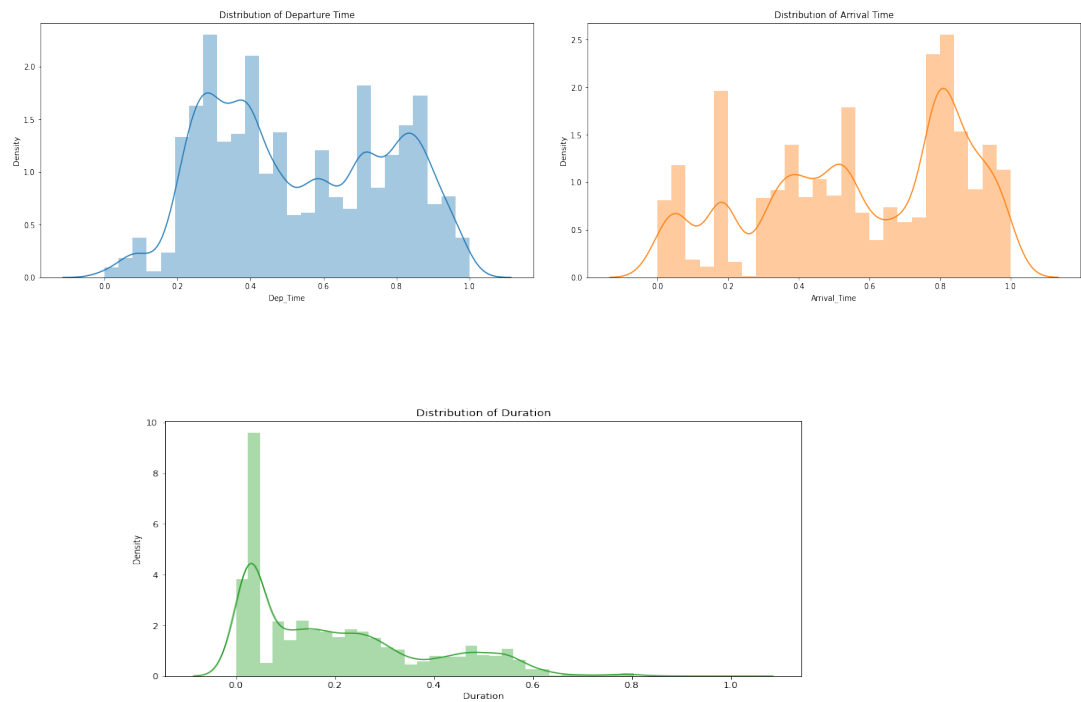 Distribution of Departure Time
Density
2.0
1.5
1.0
0.5
0.0
0.0 0.2 0.4 0.6 0.8 1.0
Dep_Time
Distribution of Arrival Time
Density
2.5
2.0
1.5
1.0
0.5
0.0
0.0 0.2 0.4 0.6 0.8 1.0
Arrival_Time
Distribution of Duration
Density
10
8
6
4
2
0
0.0 0.2 0.4 0.6 0.8 1.0
Duration